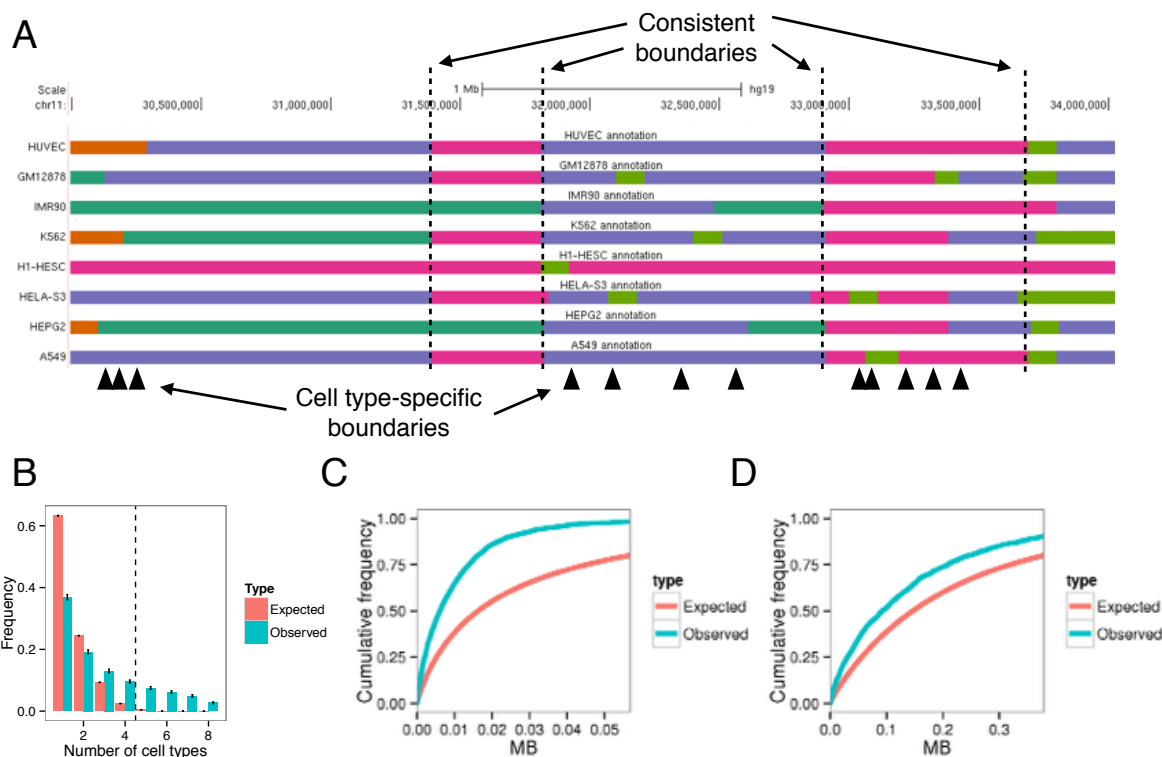 A
Consistent
boundaries
Scale
chr11:
1 Mb
hg19
30,500,000
31,000,000
31,500,000
32,000,000
32,500,000
33,000,000
33,500,000
34,000,000
HUVEC annotation
HUVEC
GM12878 annotation
GM12878
IMR90 annotation
IMR90
K562 annotation
K562
H1-HESC annotation
H1-HESC
HELA-S3 annotation
HELA-S3
HEPG2 annotation
HEPG2
A549 annotation
A549
Cell type-specific
boundaries
B
Frequency
0.6
0.4
0.2
0.0
2 4 6 8
Number of cell types
Type
Expected
Observed
C
Cumulative frequency
1.00
0.75
0.50
0.25
0.00
0.00 0.01 0.02 0.03 0.04 0.05
MB
type
Expected
Observed
D
Cumulative frequency
1.00
0.75
0.50
0.25
0.00
0.0 0.1 0.2 0.3
MB
type
Expected
Observed